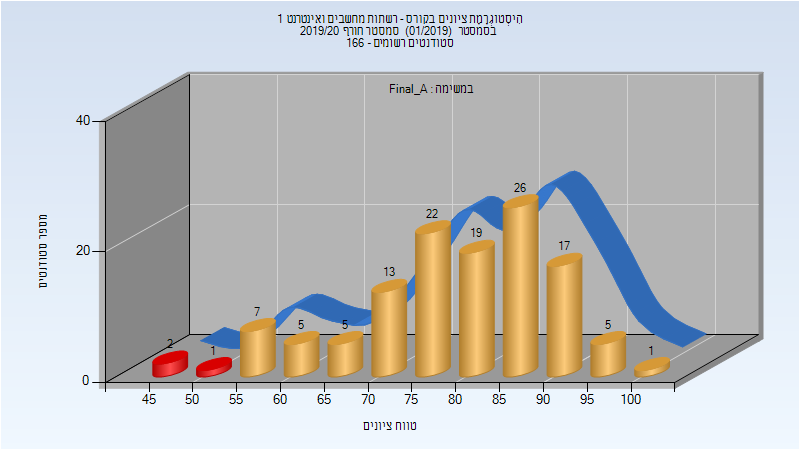 היסטוגרמת ציונים בקורס - רשתות מחשבים ואינטרנט 1
בסמסטר (01/2019) סמסטר חורף 2019/20
סטודנטים רשומים - 166
במשימה : Final_A
מספר סטודנטים
40
20
0
2
1
7
5
5
13
22
19
26
17
5
1
45 50 55 60 65 70 75 80 85 90 95 100
טווח ציונים